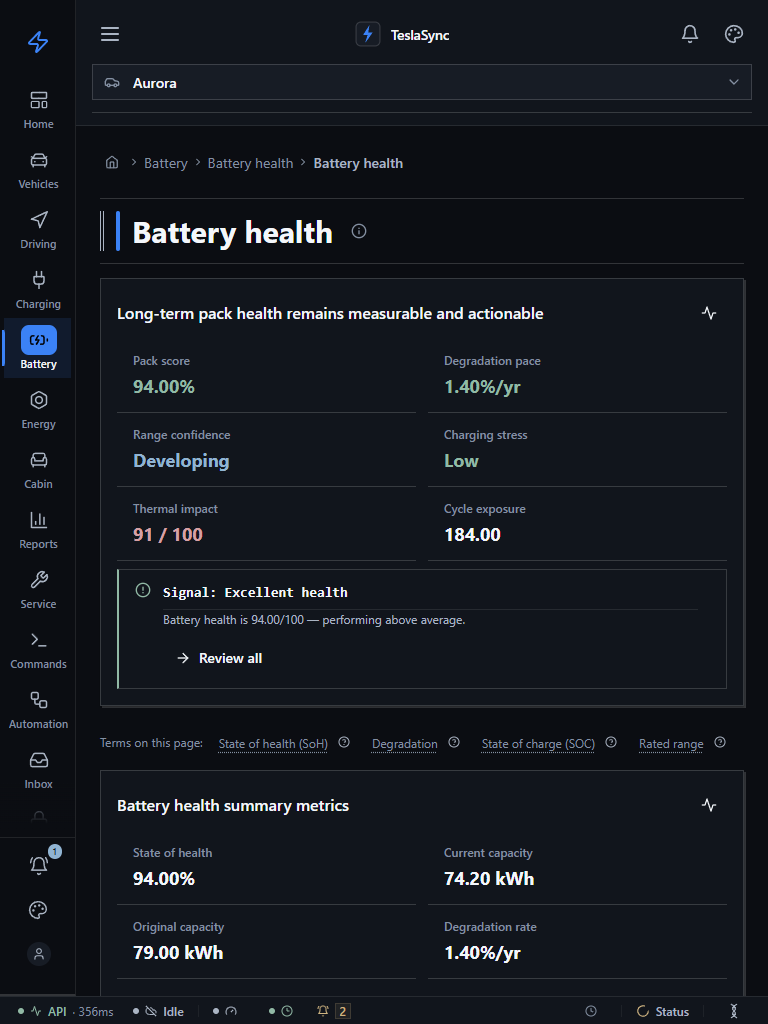 TeslaSync
Aurora
Home
Vehicles
Driving
Charging
Battery
Energy
Cabin
Reports
Service
Commands
Automation
Inbox
1
Battery
Battery health
Battery health
Battery health
Long-term pack health remains measurable and actionable
Pack score
94.00%
Degradation pace
1.40%/yr
Range confidence
Developing
Charging stress
Low
Thermal impact
91 / 100
Cycle exposure
184.00
Signal: Excellent health
Battery health is 94.00/100 — performing above average.
Review all
Terms on this page: State of health (SoH) Degradation State of charge (SOC) Rated range
Battery health summary metrics
State of health
94.00%
Current capacity
74.20 kWh
Original capacity
79.00 kWh
Degradation rate
1.40%/yr
API · 356ms Idle 2 Status